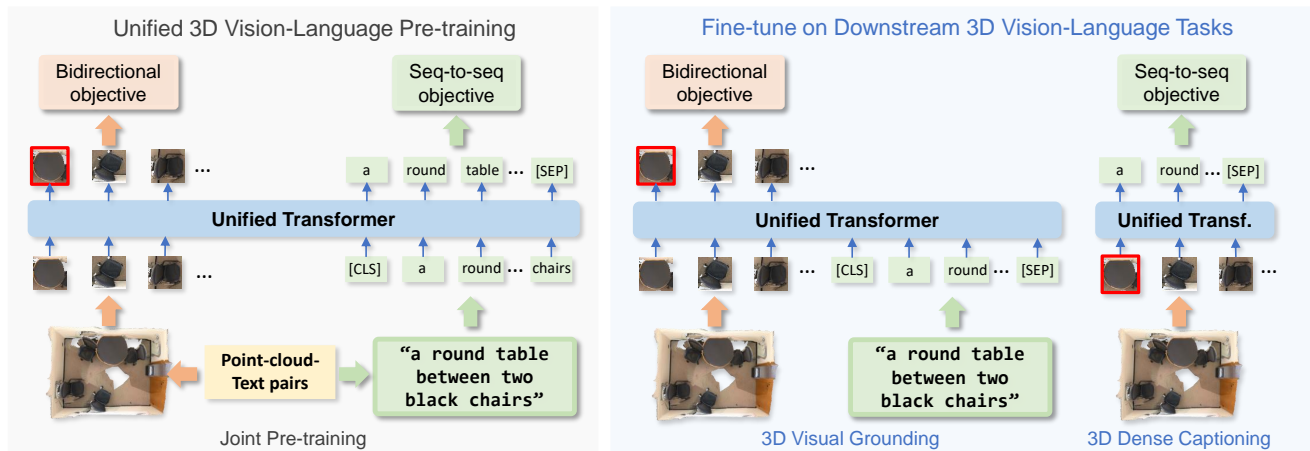 Unified 3D Vision-Language Pre-training
Bidirectional
objective
Seq-to-seq
objective
...
a round table ... [SEP]
Unified Transformer
...
[CLS] a round ... chairs
Point-cloud-
Text pairs
“a round table
between two
black chairs”
Joint Pre-training
Fine-tune on Downstream 3D Vision-Language Tasks
Bidirectional
objective
...
Unified Transformer
... [CLS] a round ... [SEP]
“a round table
between two
black chairs”
3D Visual Grounding
Seq-to-seq
objective
a round ... [SEP]
Unified Transf.
...
3D Dense Captioning